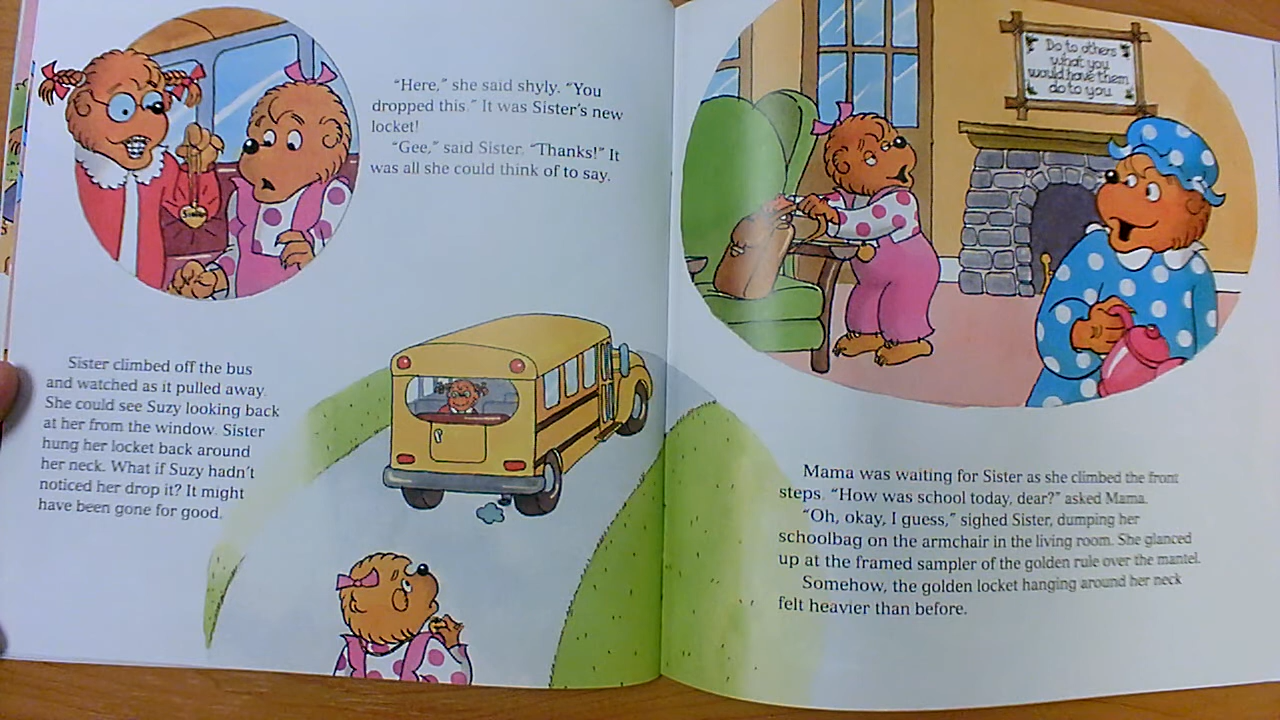 "Here," she said shyly. "You
dropped this." It was Sister's new
locket!
"Gee," said Sister. "Thanks!" It
was all she could think of to say.
Sister climbed off the bus
and watched as it pulled away.
She could see Suzy looking back
at her from the window. Sister
hung her locket back around
her neck. What if Suzy hadn't
noticed her drop it? It might
have been gone for good.
Do to others
what you
would have them
do to you
Mama was waiting for Sister as she climbed the front
steps. "How was school today, dear?" asked Mama.
"Oh, okay, I guess," sighed Sister, dumping her
schoolbag on the armchair in the living room. She glanced
up at the framed sampler of the golden rule over the mantel.
Somehow, the golden locket hanging around her neck
felt heavier than before.